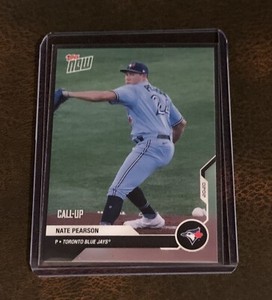 Topps
NOW
CALL-UP
NATE PEARSON
P • TORONTO BLUE JAYS®